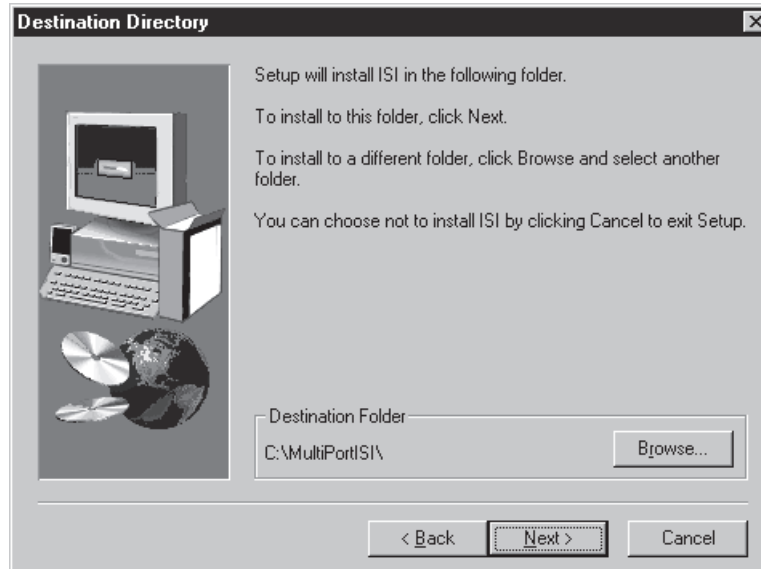 Destination Directory
Setup will install ISI in the following folder.
To install to this folder, click Next.
To install to a different folder, click Browse and select another
folder.
You can choose not to install ISI by clicking Cancel to exit Setup.
Destination Folder
C:\MultiPortISI\
Browse...
< Back
Next >
Cancel